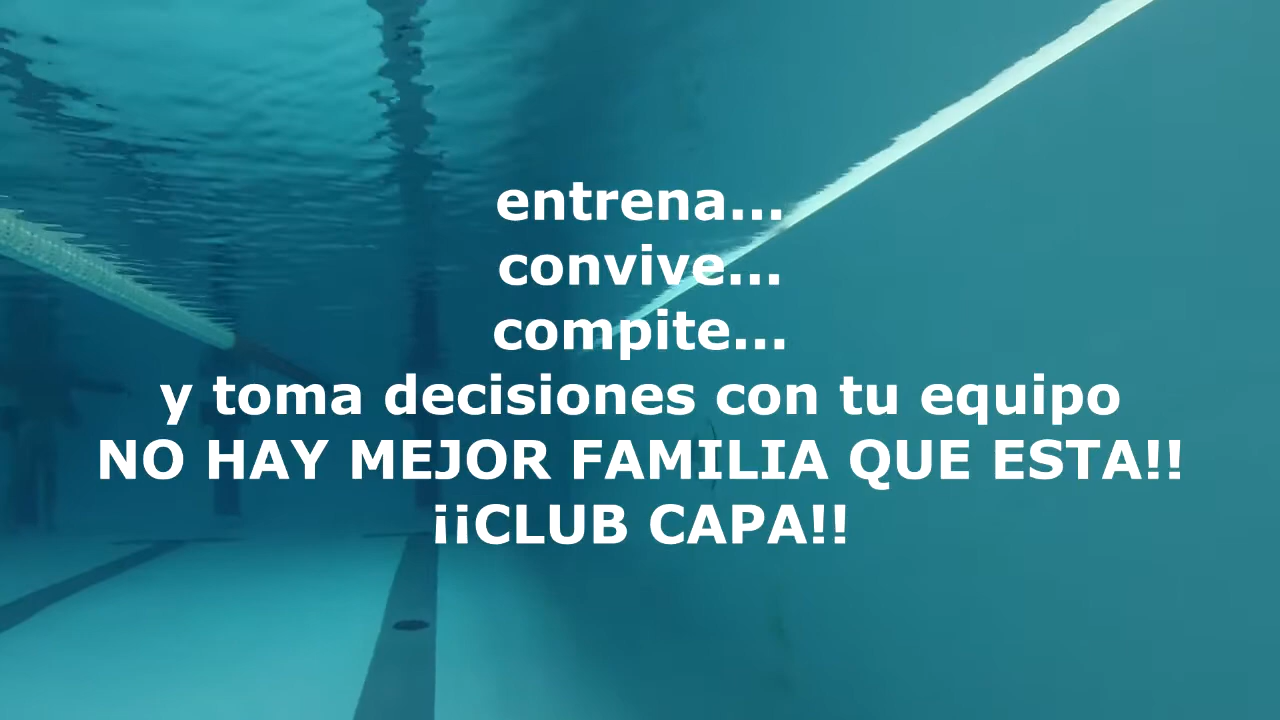 entrena...
convive...
compite...
y toma decisiones con tu equipo
NO HAY MEJOR FAMILIA QUE ESTA!!
¡¡CLUB CAPA!!